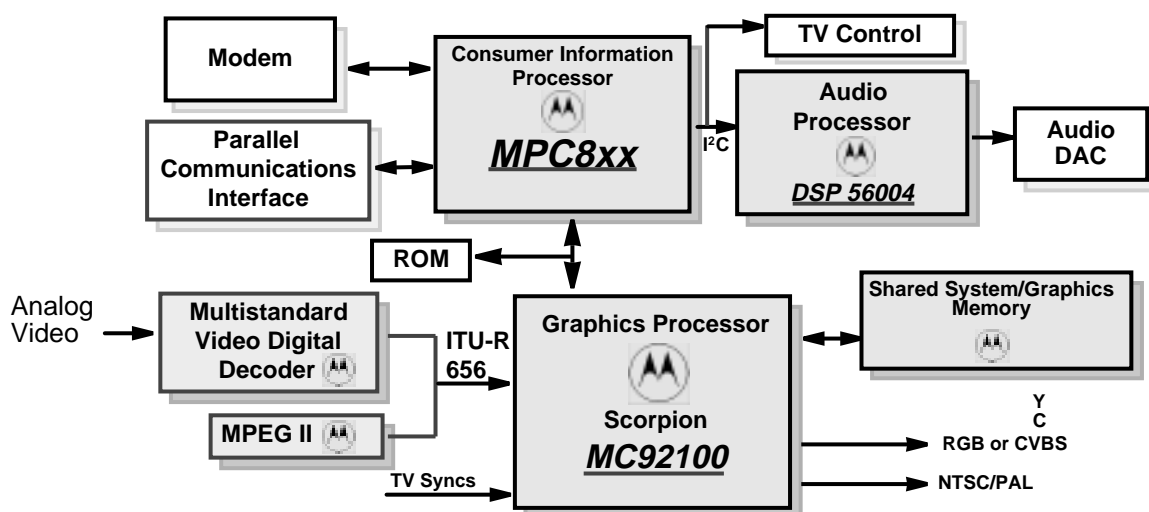 Modem
Consumer Information
Processor
MPC8xx
TV Control
Parallel
Communications
Interface
I²C
Audio
Processor
DSP 56004
Audio
DAC
ROM
Analog
Video
Multistandard
Video Digital
Decoder
ITU-R
656
MPEG II
TV Syncs
Graphics Processor
Scorpion
MC92100
Shared System/Graphics
Memory
Y
C
RGB or CVBS
NTSC/PAL